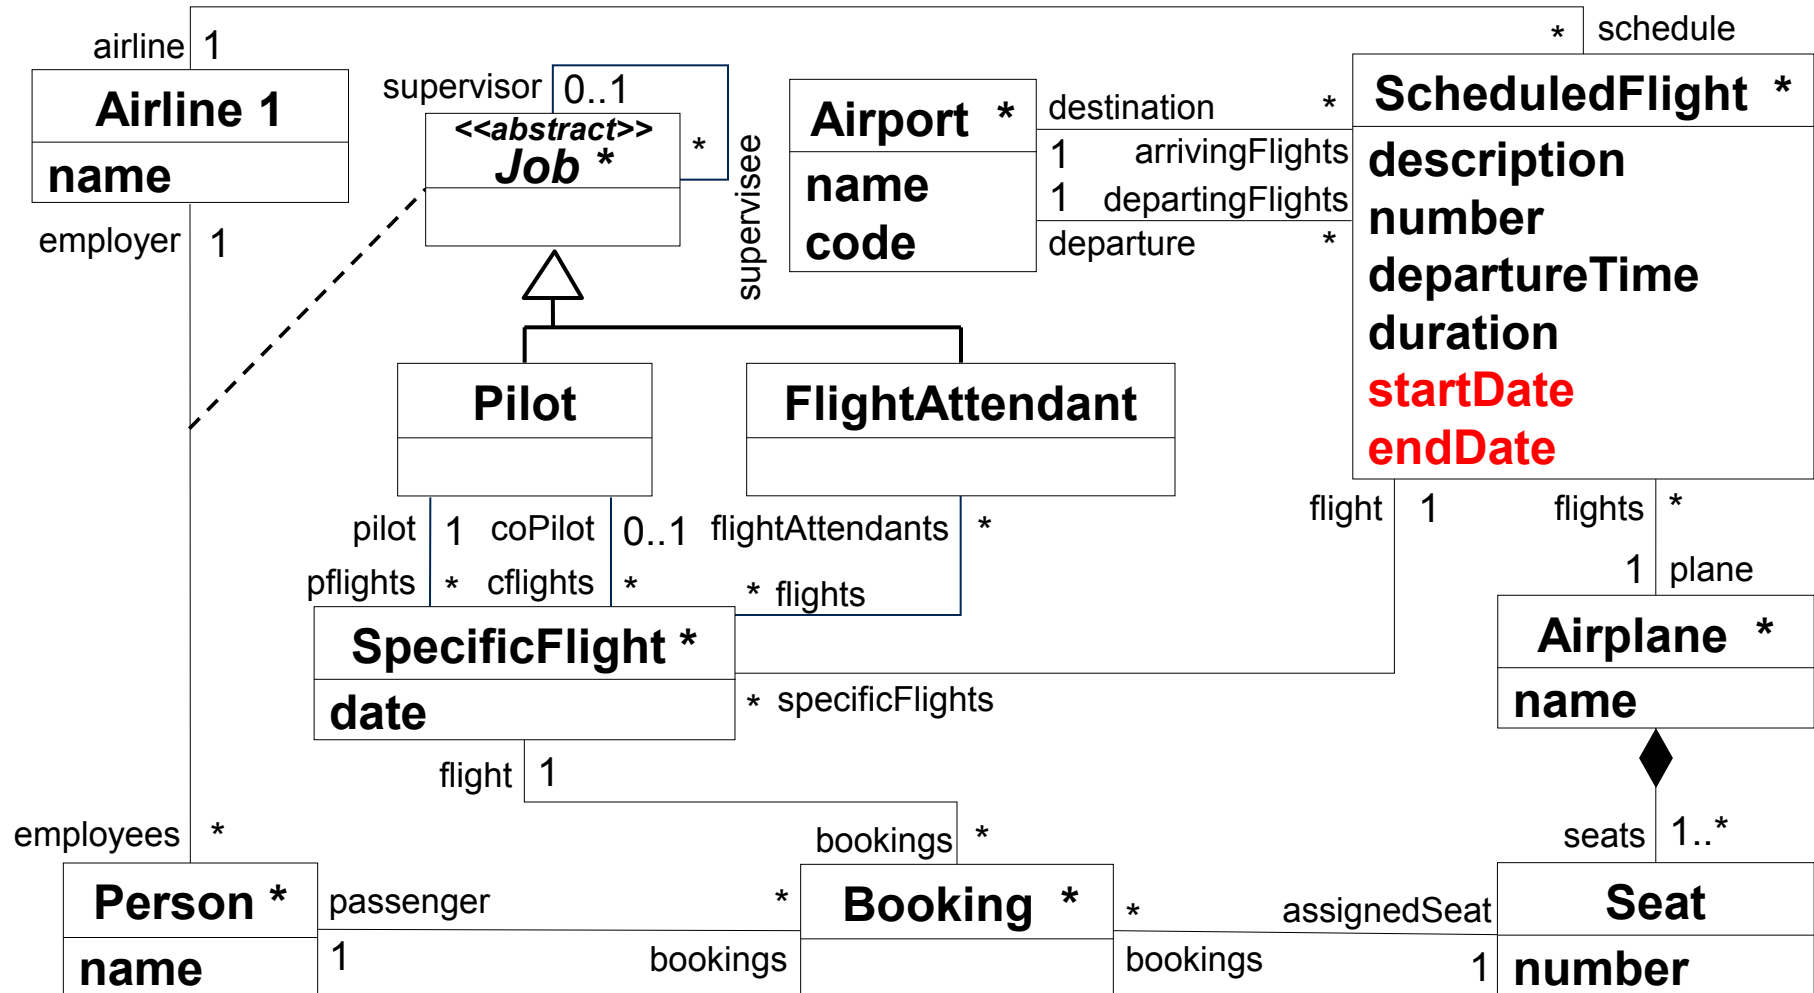 airline 1
* schedule
Airline 1
name
employer 1
supervisor 0..1
<<abstract>>
Job *
*
supervisee
Airport *
name
code
destination *
1 arrivingFlights
1 departingFlights
departure *
ScheduledFlight *
description
number
departureTime
duration
startDate
endDate
Pilot
FlightAttendant
pilot 1 coPilot 0..1 flightAttendants *
pflights * cflights * * flights
flight 1 flights *
1 plane
SpecificFlight *
date
* specificFlights
Airplane *
name
flight 1
employees *
bookings *
seats 1..*
Person *
name
passenger *
1 bookings
Booking *
* assignedSeat
bookings 1
Seat
number